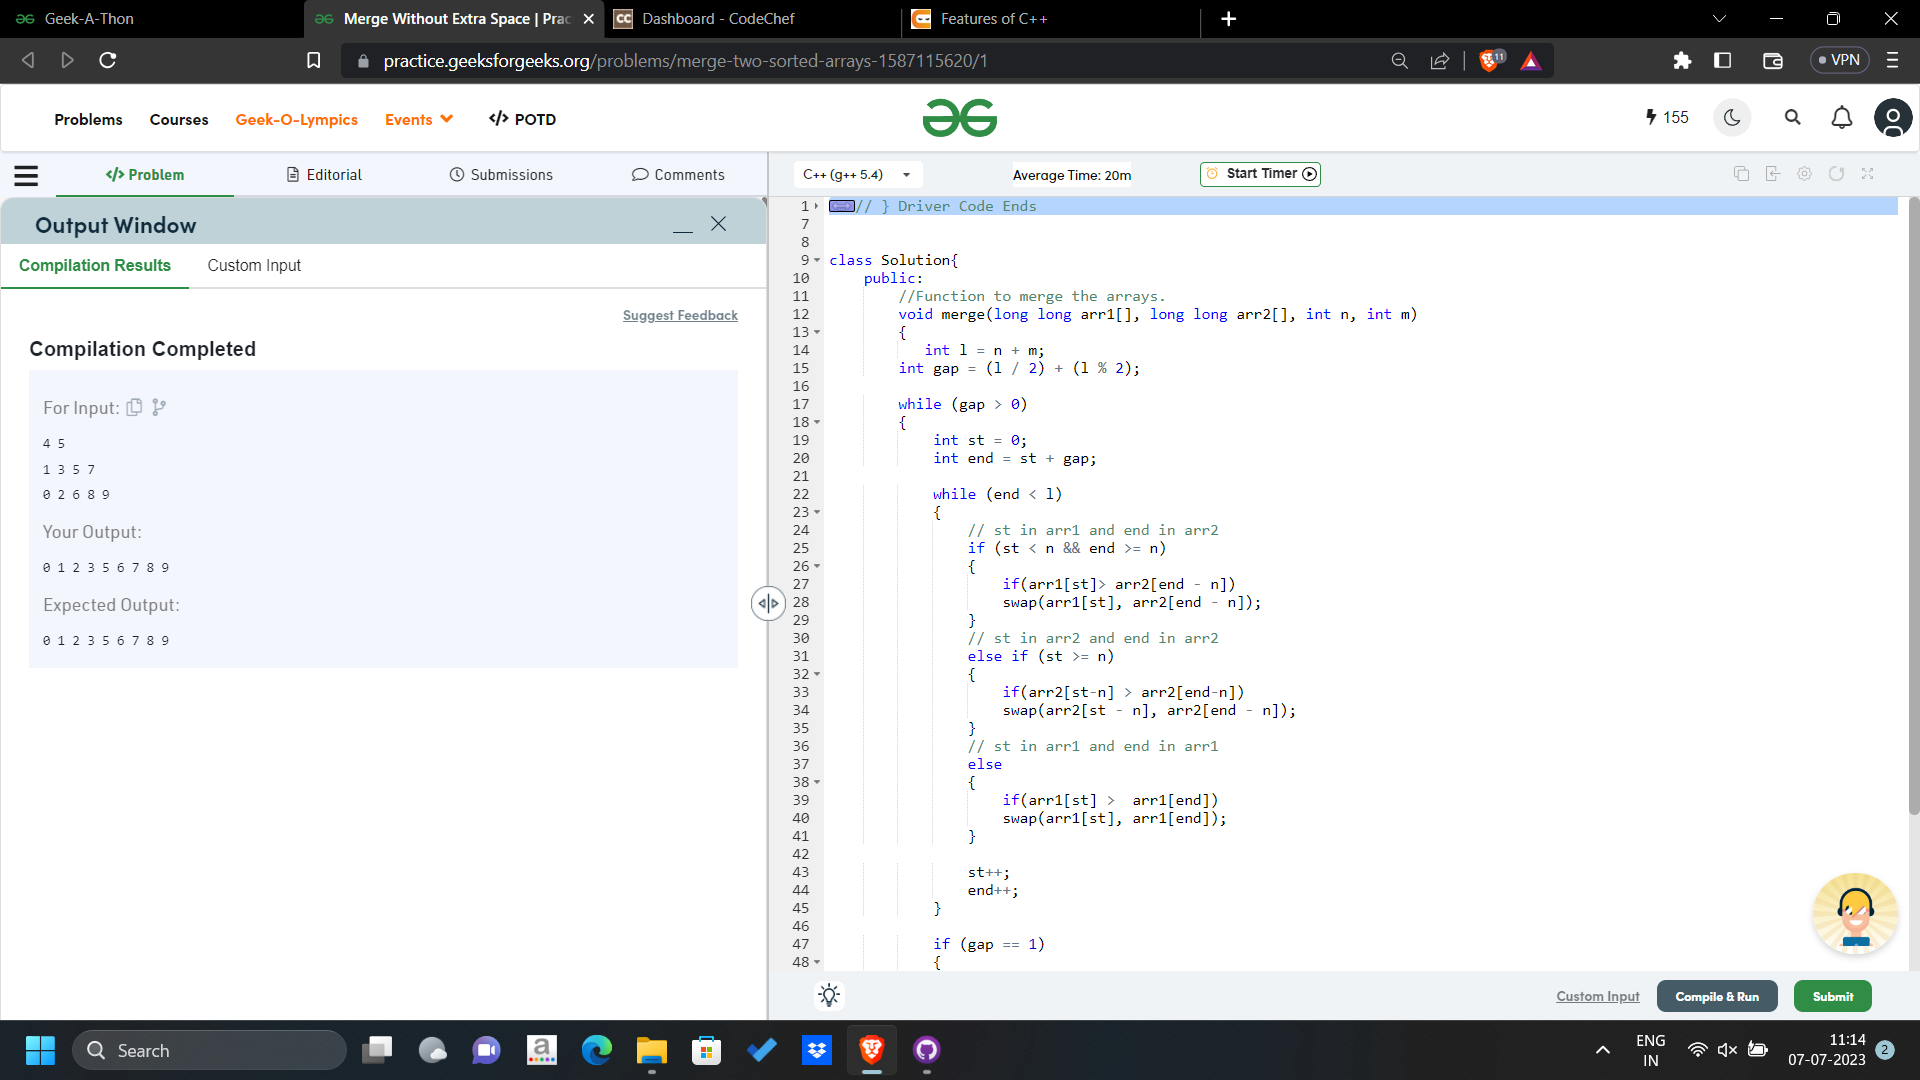 Geek-A-Thon
Merge Without Extra Space | Prac
CC Dashboard - CodeChef
Features of C++
practice.geeksforgeeks.org/problems/merge-two-sorted-arrays-1587115620/1
11
VPN
Problems Courses Geek-O-Lympics Events </> POTD
155
</> Problem Editorial Submissions Comments
C++ (g++ 5.4) Average Time: 20m Start Timer
Output Window
Compilation Results Custom Input
Suggest Feedback
Compilation Completed
For Input:
4 5
1 3 5 7
0 2 6 8 9
Your Output:
0 1 2 3 5 6 7 8 9
Expected Output:
0 1 2 3 5 6 7 8 9
1 // } Driver Code Ends
7
8
9 class Solution{
10 public:
11 //Function to merge the arrays.
12 void merge(long long arr1[], long long arr2[], int n, int m)
13 {
14 int l = n + m;
15 int gap = (l / 2) + (l % 2);
16
17 while (gap > 0)
18 {
19 int st = 0;
20 int end = st + gap;
21
22 while (end < l)
23 {
24 // st in arr1 and end in arr2
25 if (st < n && end >= n)
26 {
27 if(arr1[st]> arr2[end - n])
28 swap(arr1[st], arr2[end - n]);
29 }
30 // st in arr2 and end in arr2
31 else if (st >= n)
32 {
33 if(arr2[st-n] > arr2[end-n])
34 swap(arr2[st - n], arr2[end - n]);
35 }
36 // st in arr1 and end in arr1
37 else
38 {
39 if(arr1[st] >  arr1[end])
40 swap(arr1[st], arr1[end]);
41 }
42
43 st++;
44 end++;
45 }
46
47 if (gap == 1)
48 {
Custom Input Compile & Run Submit
Search
ENG
IN
11:14
07-07-2023
2